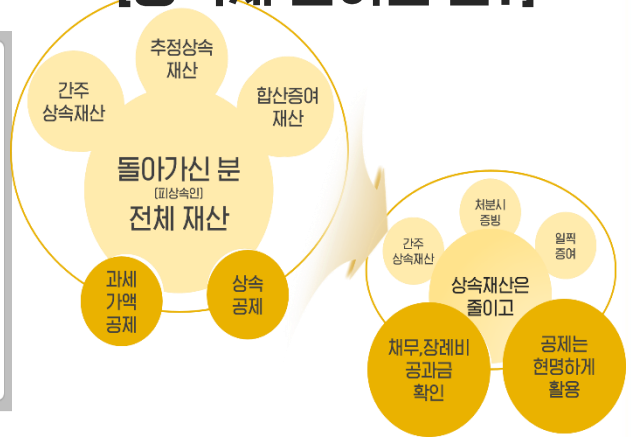 추정상속
재산
간주
상속재산
합산증여
재산
돌아가신 분
[피상속인]
전체 재산
과세
가액
공제
상속
공제
처분시
증빙
간주
상속재산
일찍
증여
상속재산은
줄이고
채무,장례비
공과금
확인
공제는
현명하게
활용